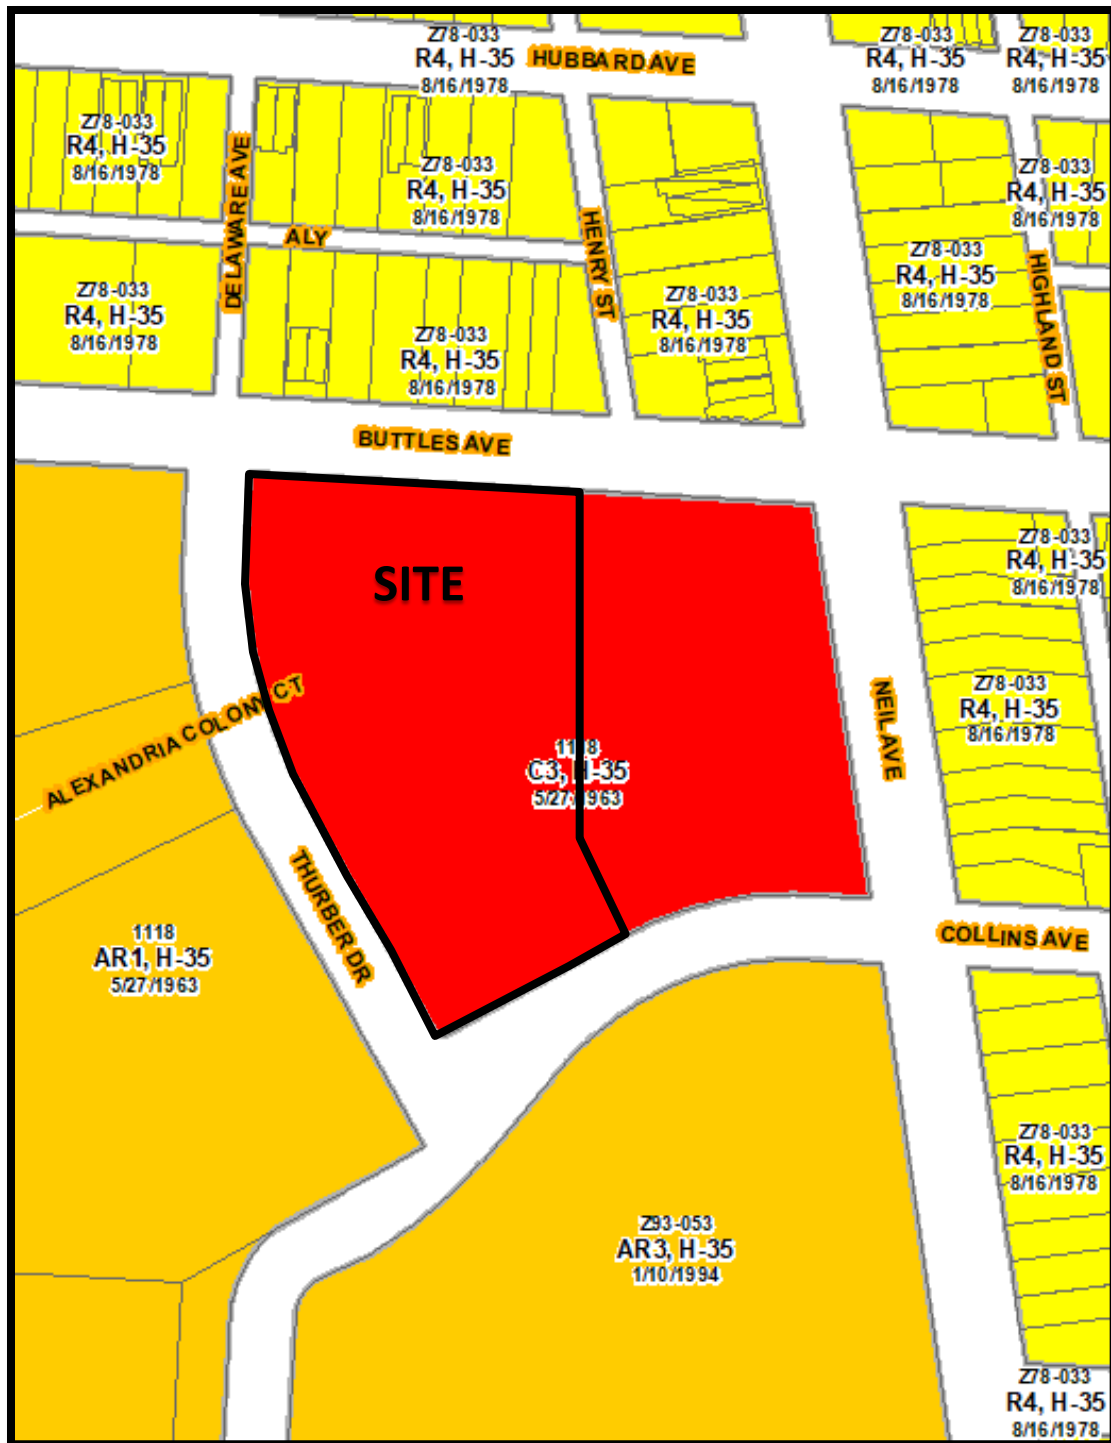 Z78-033
R4, H-35
8/16/1978
HUBBARD AVE
Z78-033
R4, H-35
8/16/1978
Z78-033
R4, H-35
8/16/1978
Z78-033
R4, H-35
8/16/1978
DELAWARE AVE
Z78-033
R4, H-35
8/16/1978
Z78-033
R4, H-35
8/16/1978
ALY
HENRY ST
Z78-033
R4, H-35
8/16/1978
HIGHLAND ST
Z78-033
R4, H-35
8/16/1978
Z78-033
R4, H-35
8/16/1978
Z78-033
R4, H-35
8/16/1978
BUTTLES AVE
SITE
Z78-033
R4, H-35
8/16/1978
ALEXANDRIA COLONY CT
NEIL AVE
Z78-033
R4, H-35
8/16/1978
1118
C3, H-35
5/27/1963
THURBER DR
1118
AR1, H-35
5/27/1963
COLLINS AVE
Z78-033
R4, H-35
8/16/1978
Z93-053
AR3, H-35
1/10/1994
Z78-033
R4, H-35
8/16/1978